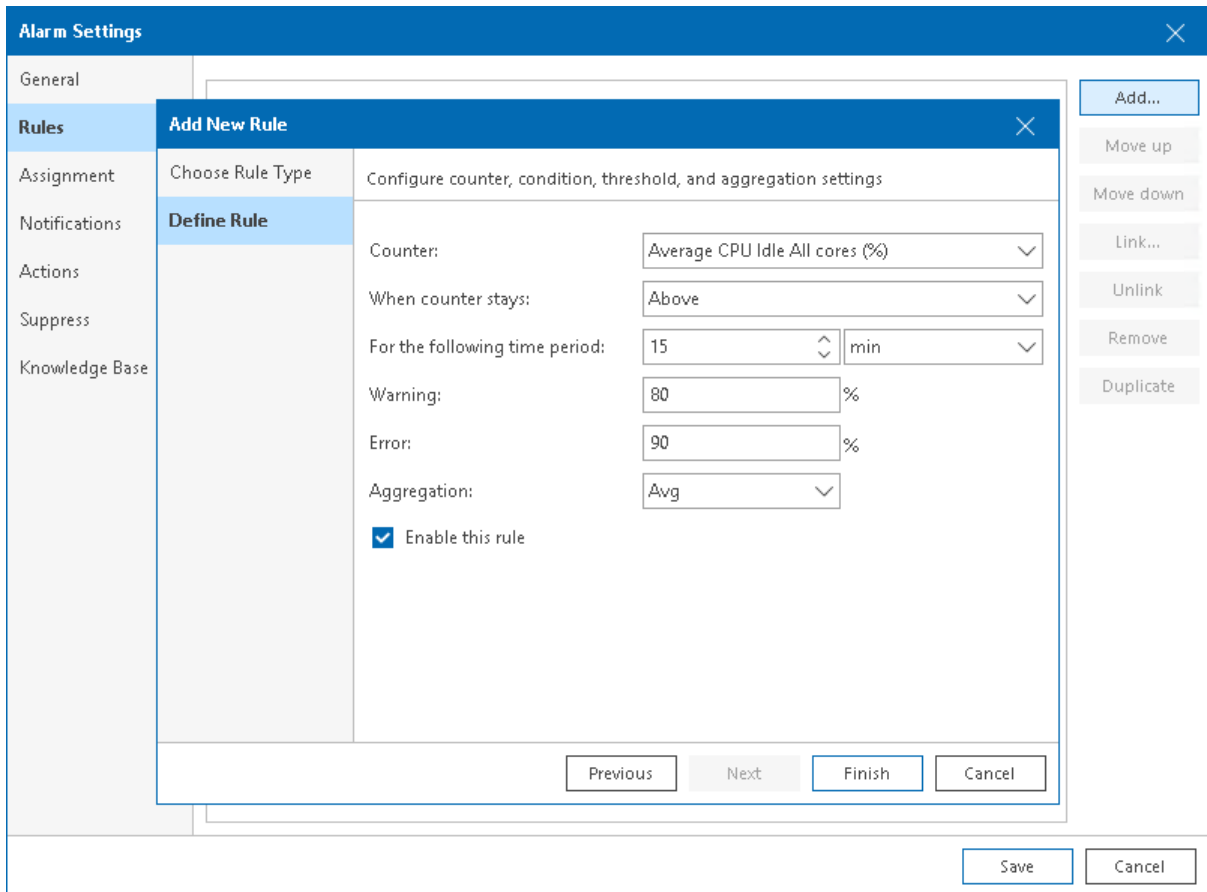 Alarm Settings
General
Rules
Assignment
Notifications
Actions
Suppress
Knowledge Base
Add New Rule
Choose Rule Type
Define Rule
Configure counter, condition, threshold, and aggregation settings
Counter: Average CPU Idle All cores (%)
When counter stays: Above
For the following time period: 15 min
Warning: 80 %
Error: 90 %
Aggregation: Avg
Enable this rule
Previous Next Finish Cancel
Add...
Move up
Move down
Link...
Unlink
Remove
Duplicate
Save Cancel